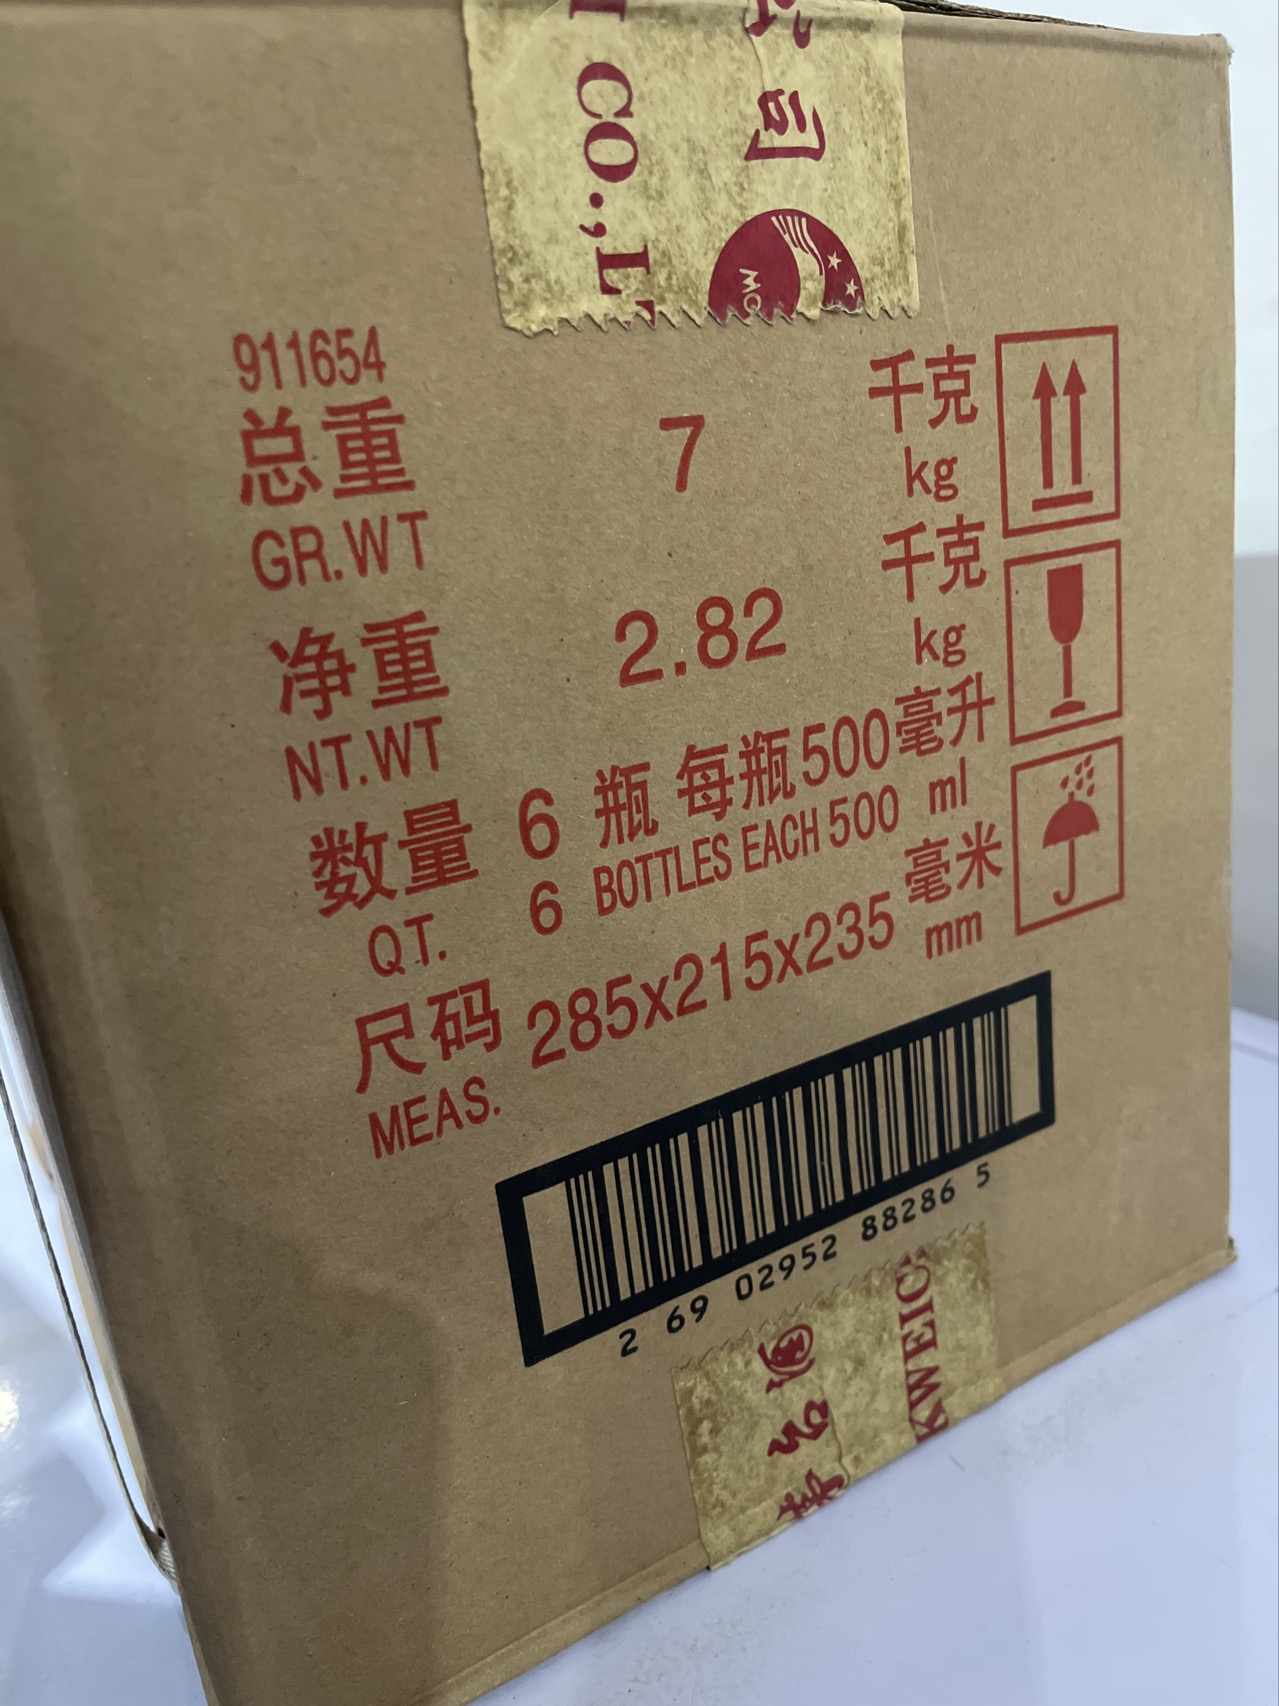 CO.,L
司
911654
总重 7 千克
GR.WT kg
净重 2.82 千克
NT.WT kg
数量 6 瓶 每瓶500毫升
QT. 6 BOTTLES EACH 500 ml
尺码 285x215x235 毫米
MEAS. mm
2 69 02952 88286 5
KWEIC